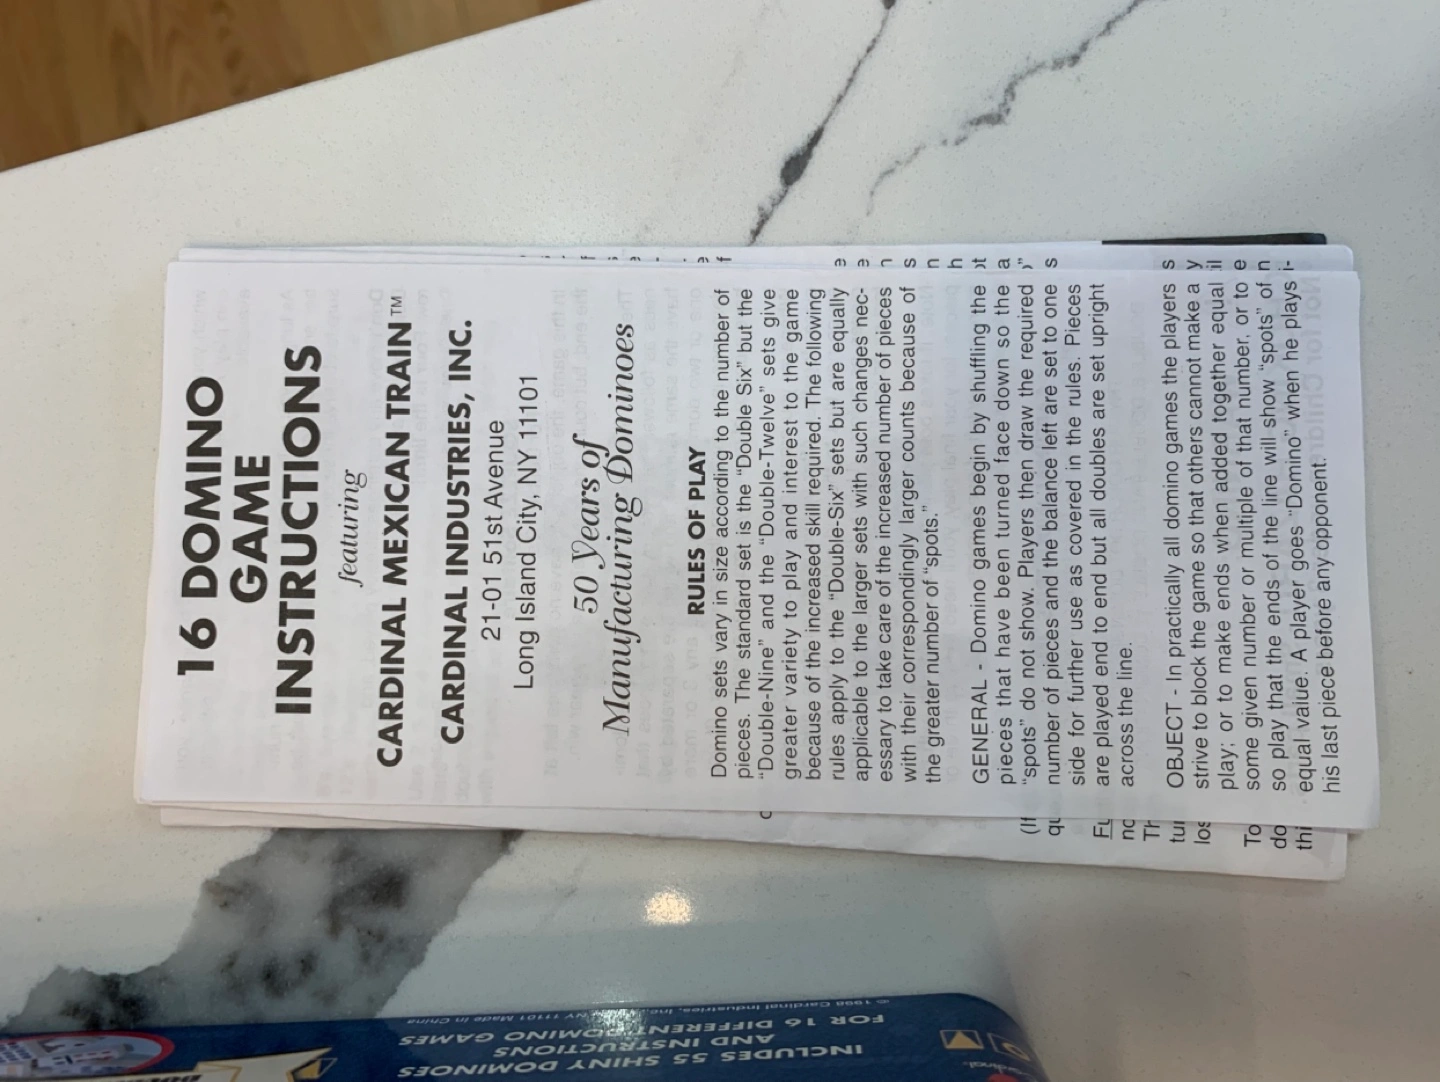 16 DOMINO
GAME
INSTRUCTIONS
featuring
CARDINAL MEXICAN TRAIN™
CARDINAL INDUSTRIES, INC.
21-01 51st Avenue
Long Island City, NY 11101
50 Years of
Manufacturing Dominoes
RULES OF PLAY
Domino sets vary in size according to the number of
pieces. The standard set is the “Double Six” but the
“Double-Nine” and the “Double-Twelve” sets give
greater variety to play and interest to the game
because of the increased skill required. The following
rules apply to the “Double-Six” sets but are equally
applicable to the larger sets with such changes nec-
essary to take care of the increased number of pieces
with their correspondingly larger counts because of
the greater number of “spots.”
GENERAL - Domino games begin by shuffling the
pieces that have been turned face down so the
“spots” do not show. Players then draw the required
number of pieces and the balance left are set to one
side for further use as covered in the rules. Pieces
are played end to end but all doubles are set upright
across the line.
OBJECT - In practically all domino games the players
strive to block the game so that others cannot make a
play; or to make ends when added together equal
some given number or multiple of that number, or to
so play that the ends of the line will show “spots” of
equal value. A player goes “Domino” when he plays
his last piece before any opponent.
INCLUDES 55 SHINY DOMINOES
AND INSTRUCTIONS
FOR 16 DIFFERENT DOMINO GAMES
© 1998 Cardinal Industries, Inc., NY 11101 Made in China